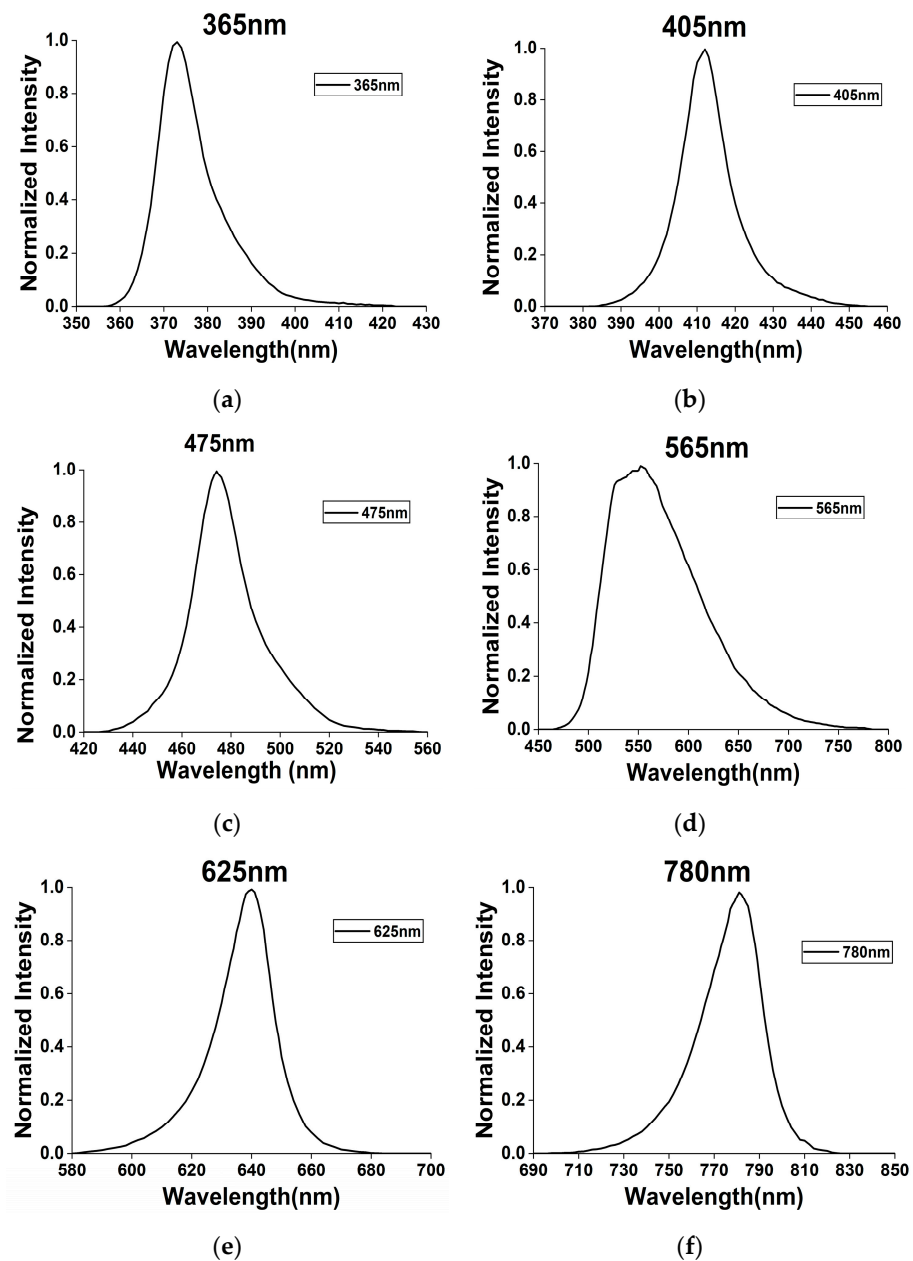 365nm
Normalized Intensity
1.0
0.8
0.6
0.4
0.2
0.0
365nm
350 360 370 380 390 400 410 420 430
Wavelength(nm)
(a)
405nm
Normalized Intensity
1.0
0.8
0.6
0.4
0.2
0.0
405nm
370 380 390 400 410 420 430 440 450 460
Wavelength(nm)
(b)
475nm
Normalized Intensity
1.0
0.8
0.6
0.4
0.2
0.0
475nm
420 440 460 480 500 520 540 560
Wavelength (nm)
(c)
565nm
Normalized Intensity
1.0
0.8
0.6
0.4
0.2
0.0
565nm
450 500 550 600 650 700 750 800
Wavelength(nm)
(d)
625nm
Normalized Intensity
1.0
0.8
0.6
0.4
0.2
0.0
625nm
580 600 620 640 660 680 700
Wavelength(nm)
(e)
780nm
Normalized Intensity
1.0
0.8
0.6
0.4
0.2
0.0
780nm
690 710 730 750 770 790 810 830 850
Wavelength(nm)
(f)